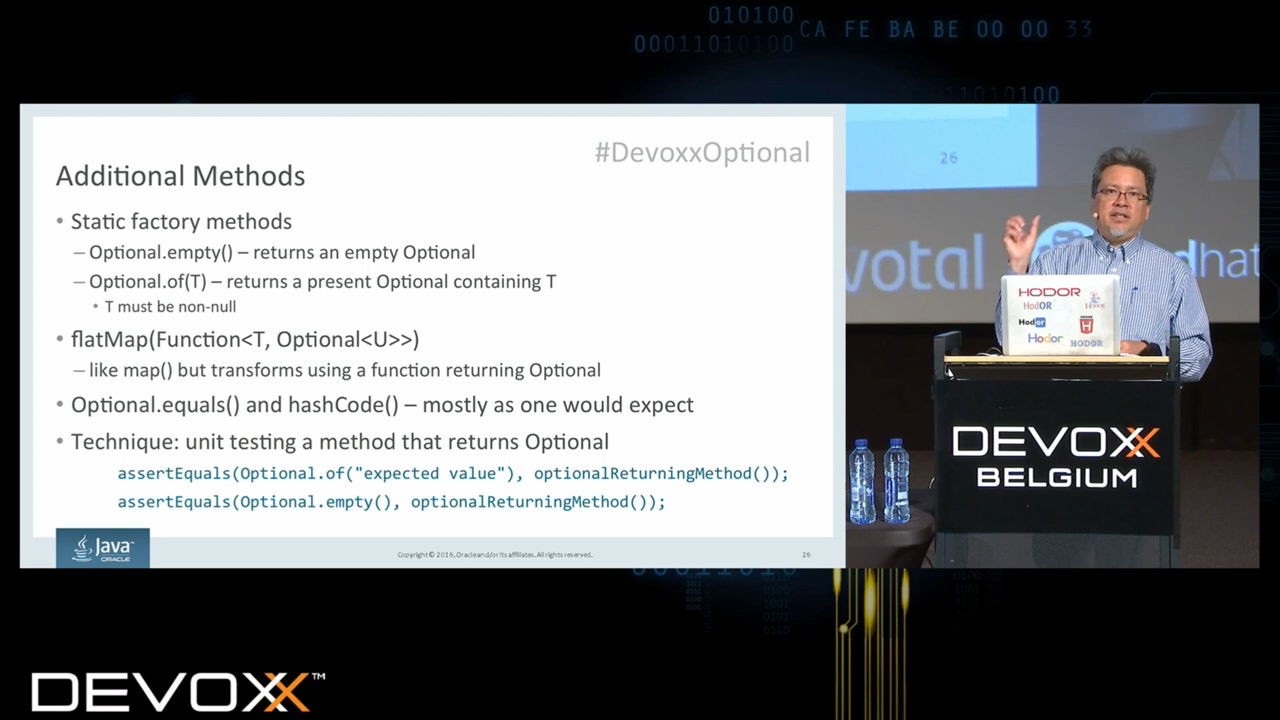 010100
00011010100
CA FE BA BE 00 00 33
11010100
#DevoxxOptional
Additional Methods
• Static factory methods
– Optional.empty() – returns an empty Optional
– Optional.of(T) – returns a present Optional containing T
• T must be non-null
• flatMap(Function<T, Optional<U>>)
– like map() but transforms using a function returning Optional
• Optional.equals() and hashCode() – mostly as one would expect
• Technique: unit testing a method that returns Optional
assertEquals(Optional.of("expected value"), optionalReturningMethod());
assertEquals(Optional.empty(), optionalReturningMethod());
Java™
ORACLE
Copyright © 2016, Oracle and/or its affiliates. All rights reserved.
26
26
votal
dhat
HODOR
HodOR
Hodor
Hodor
HODOR
DEVOXX
BELGIUM
DEVOXX™